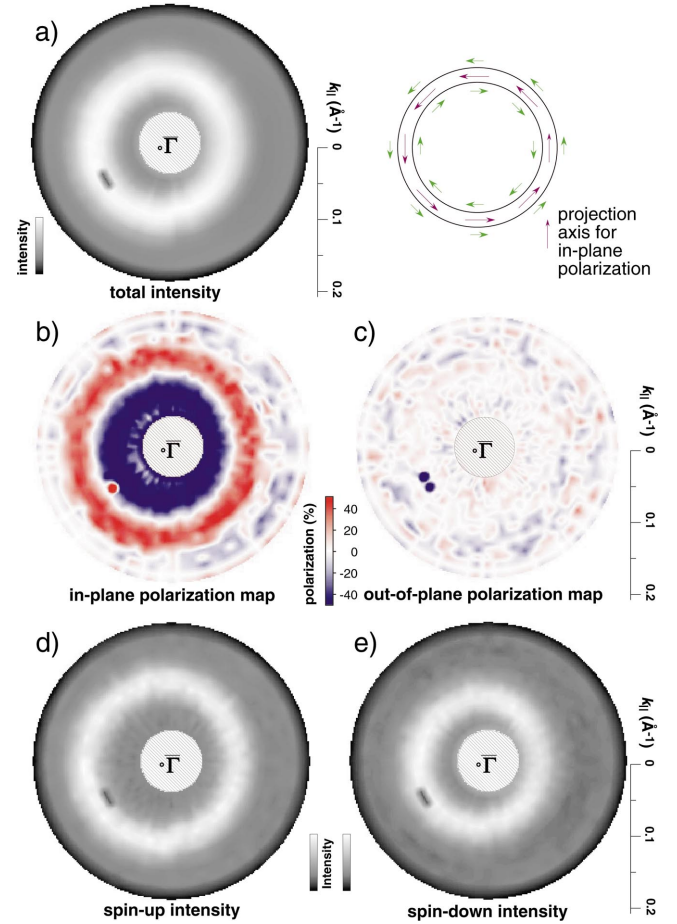 a)
Γ
k|| (Å-1)
0
0.1
0.2
intensity
total intensity
projection
axis for
in-plane
polarization
b)
Γ
in-plane polarization map
polarization (%)
40
20
0
-20
-40
c)
Γ
k|| (Å-1)
0
0.1
0.2
out-of-plane polarization map
d)
Γ
spin-up intensity
Intensity
e)
Γ
k|| (Å-1)
0
0.1
0.2
spin-down intensity